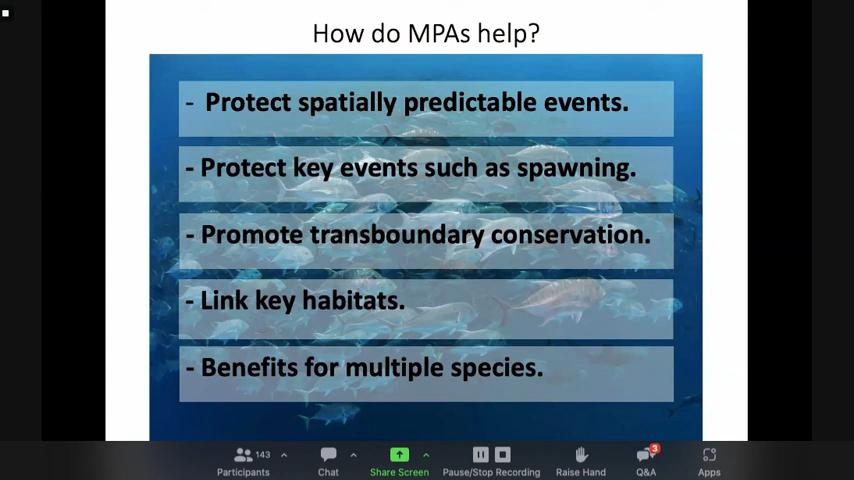 How do MPAs help?
- Protect spatially predictable events.
- Protect key events such as spawning.
- Promote transboundary conservation.
- Link key habitats.
- Benefits for multiple species.
143
3
Participants
Chat
Share Screen
Pause/Stop Recording
Raise Hand
Q&A
Apps